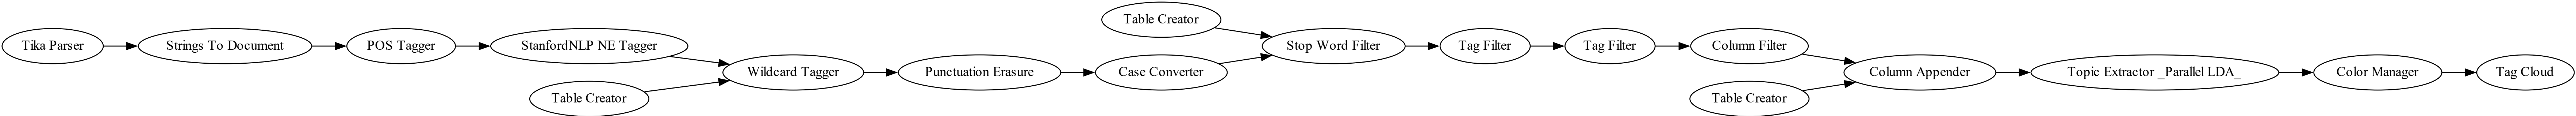 Tika Parser
Strings To Document
POS Tagger
StanfordNLP NE Tagger
Table Creator
Wildcard Tagger
Punctuation Erasure
Table Creator
Case Converter
Stop Word Filter
Tag Filter
Tag Filter
Column Filter
Table Creator
Column Appender
Topic Extractor _Parallel LDA_
Color Manager
Tag Cloud